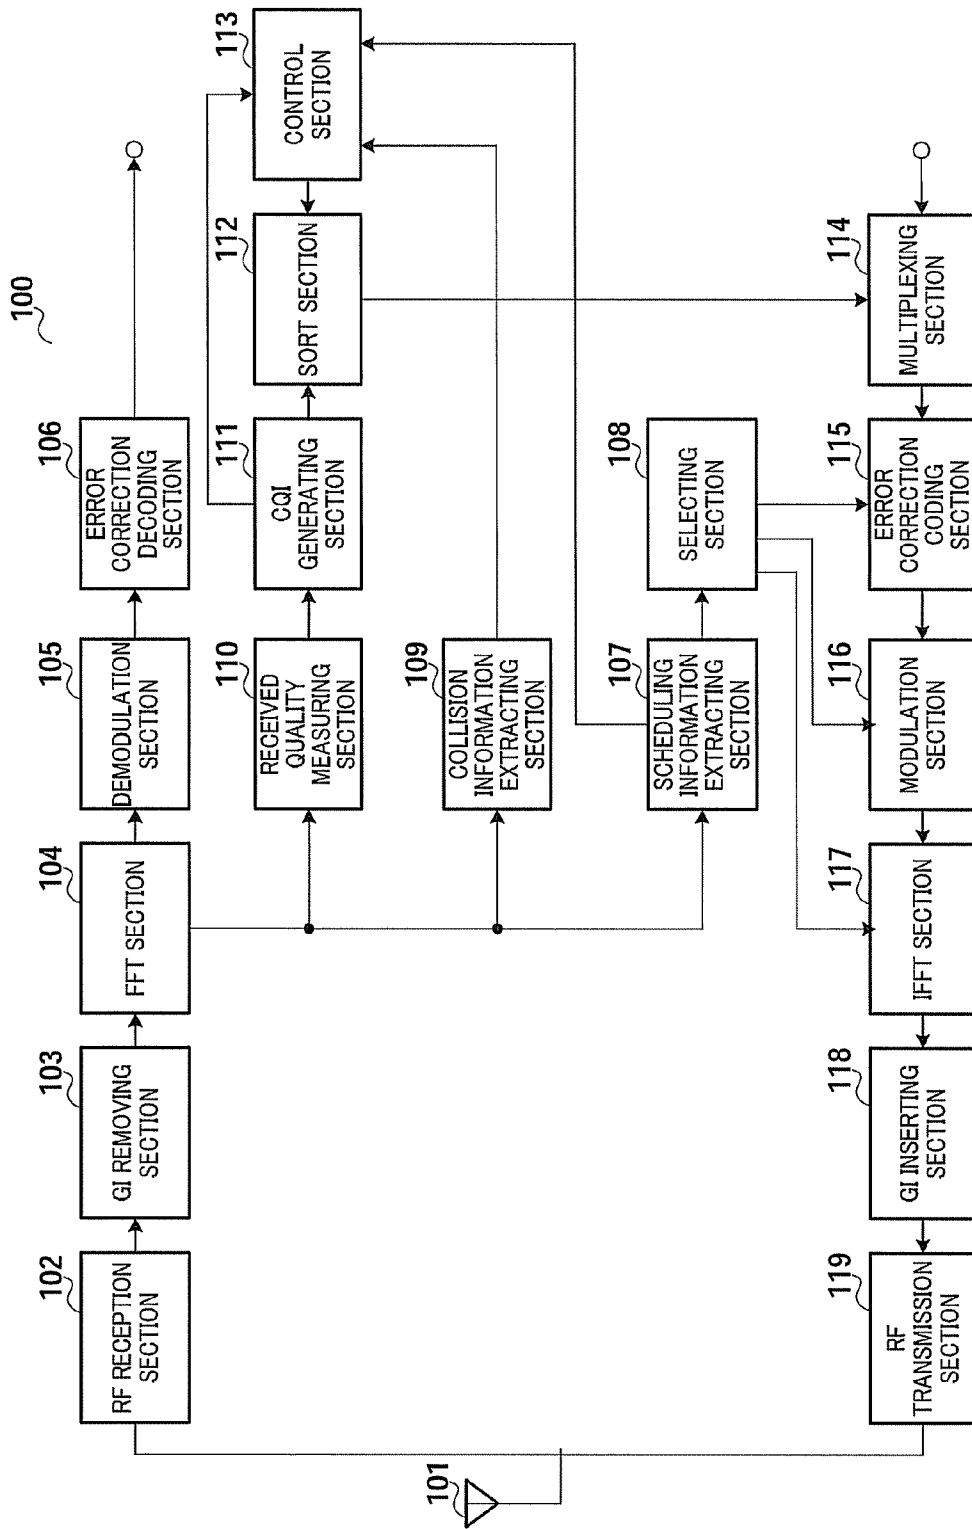 100
101
102
RF RECEPTION
SECTION
103
GI REMOVING
SECTION
104
FFT SECTION
105
DEMODULATION
SECTION
106
ERROR
CORRECTION
DECODING
SECTION
110
RECEIVED
QUALITY
MEASURING
SECTION
111
CQI
GENERATING
SECTION
112
SORT SECTION
113
CONTROL
SECTION
109
COLLISION
INFORMATION
EXTRACTING
SECTION
107
SCHEDULING
INFORMATION
EXTRACTING
SECTION
108
SELECTING
SECTION
119
RF
TRANSMISSION
SECTION
118
GI INSERTING
SECTION
117
IFFT SECTION
116
MODULATION
SECTION
115
ERROR
CORRECTION
CODING
SECTION
114
MULTIPLEXING
SECTION